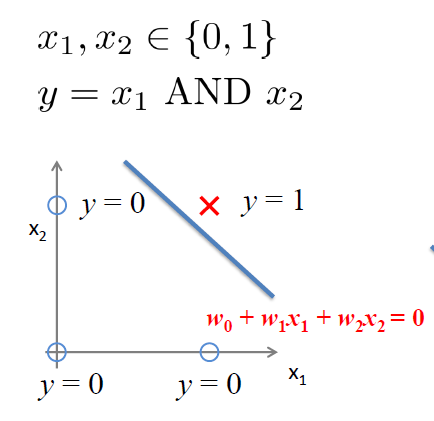 x₁, x₂ ∈ {0, 1}
y = x₁ AND x₂
y = 0
y = 1
x₂
w₀ + w₁x₁ + w₂x₂ = 0
y = 0
y = 0
x₁